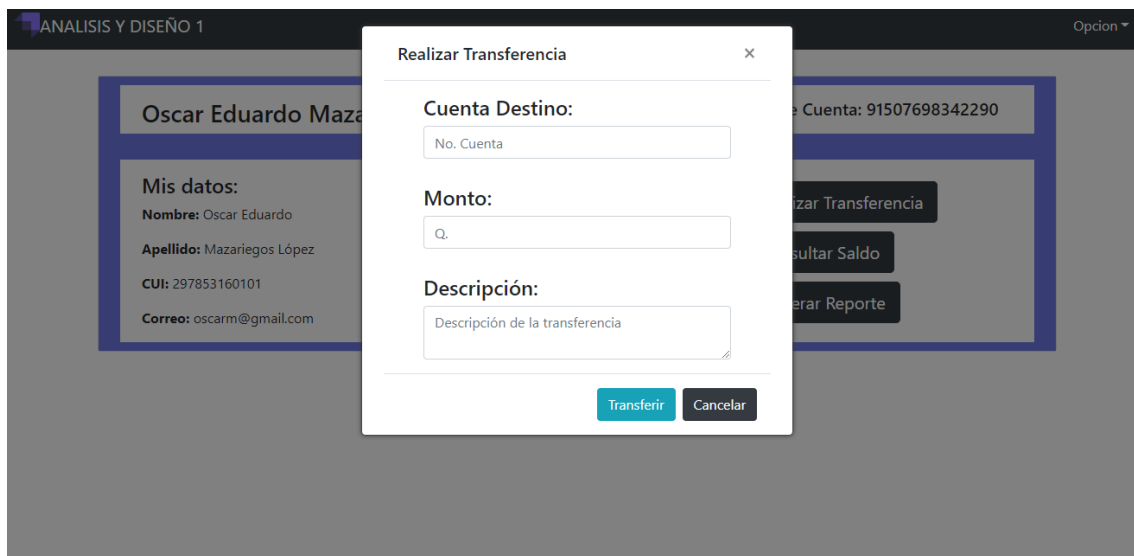 ANALISIS Y DISEÑO 1
Opcion
Realizar Transferencia
×
Oscar Eduardo Maza
Cuenta: 91507698342290
Cuenta Destino:
No. Cuenta
Mis datos:
Nombre: Oscar Eduardo
Apellido: Mazariegos López
CUI: 297853160101
Correo: oscarm@gmail.com
Monto:
Q.
Descripción:
Descripción de la transferencia
izar Transferencia
sultar Saldo
erar Reporte
Transferir
Cancelar